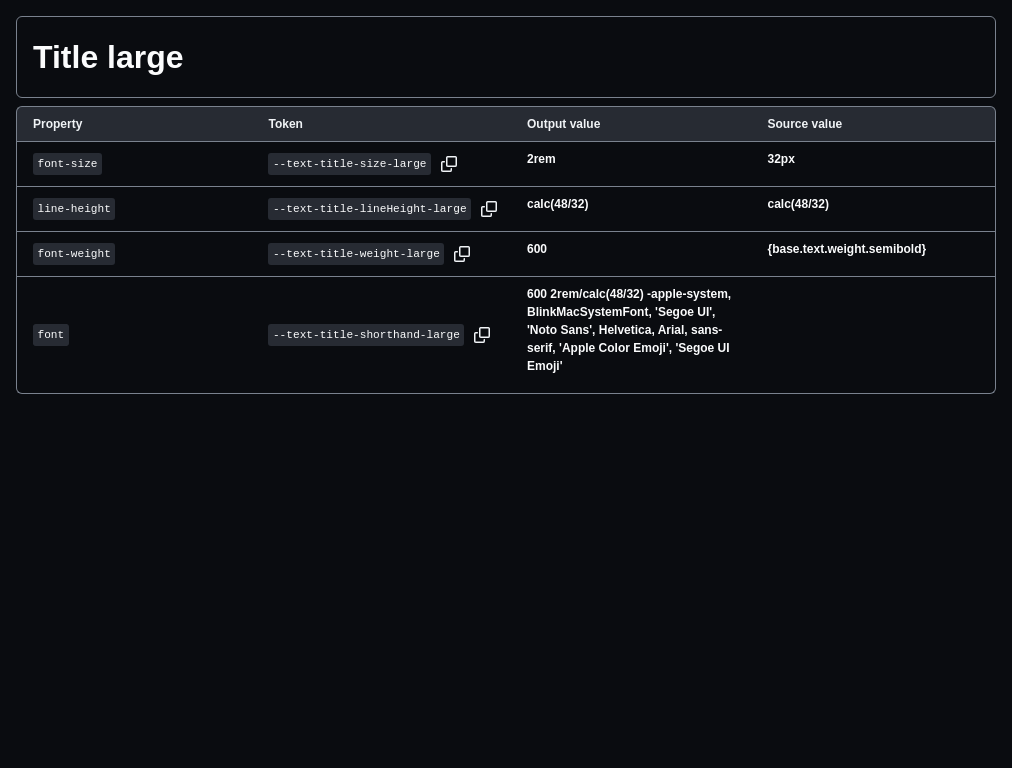 Title large
Property Token Output value Source value
font-size --text-title-size-large 2rem 32px
line-height --text-title-lineHeight-large calc(48/32) calc(48/32)
font-weight --text-title-weight-large 600 {base.text.weight.semibold}
font --text-title-shorthand-large 600 2rem/calc(48/32) -apple-system,
BlinkMacSystemFont, 'Segoe UI',
'Noto Sans', Helvetica, Arial, sans-
serif, 'Apple Color Emoji', 'Segoe UI
Emoji'